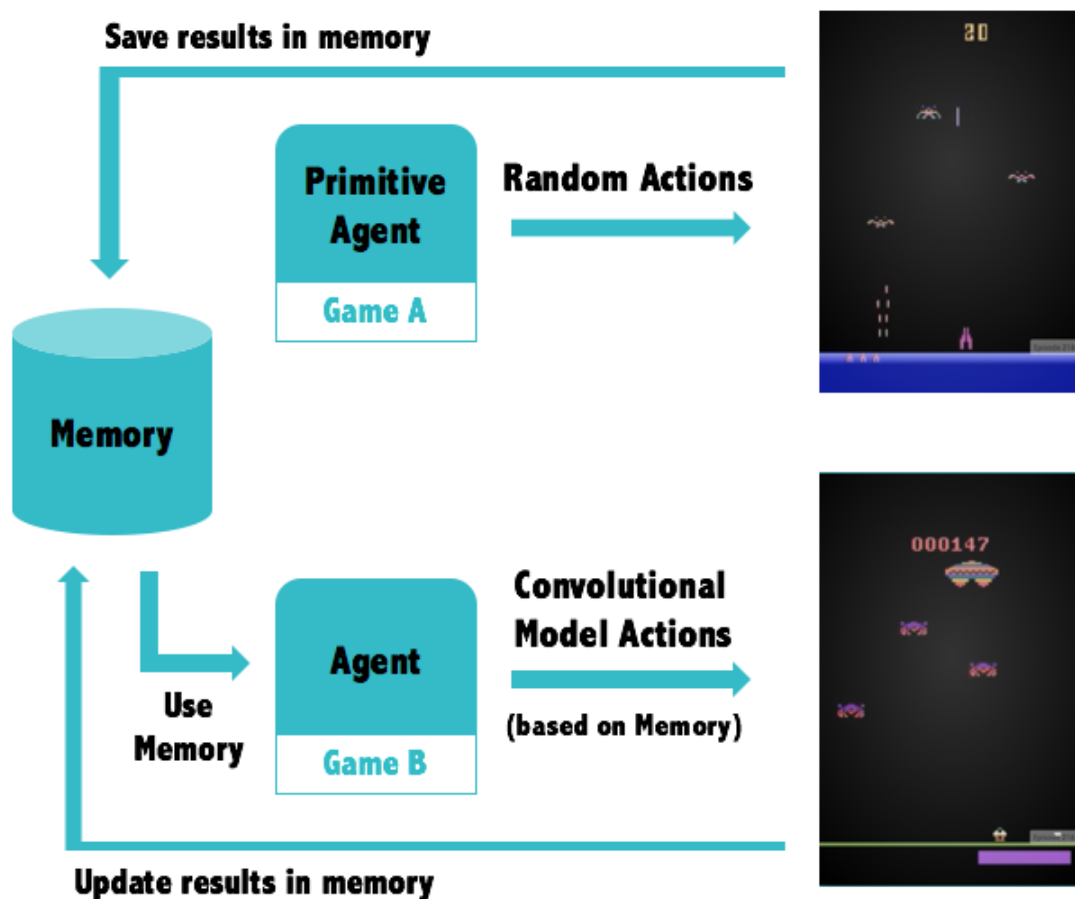 Save results in memory
20
Primitive
Agent
Random Actions
Game A
Memory
000147
Convolutional
Model Actions
Agent
Use
Memory
(based on Memory)
Game B
Update results in memory